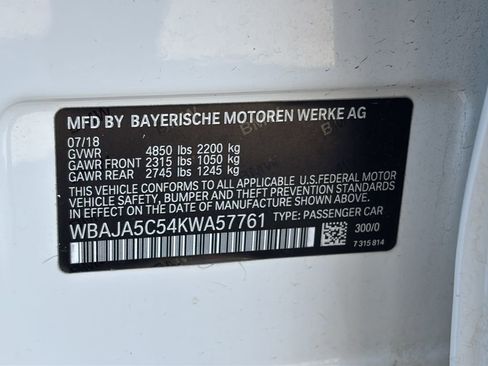 MFD BY BAYERISCHE MOTOREN WERKE AG
07/18
GVWR 4850 lbs 2200 kg
GAWR FRONT 2315 lbs 1050 kg
GAWR REAR 2745 lbs 1245 kg
THIS VEHICLE CONFORMS TO ALL APPLICABLE U.S.FEDERAL MOTOR
VEHICLE SAFETY, BUMPER AND THEFT PREVENTION STANDARDS
IN EFFECT ON THE DATE OF MANUFACTURE SHOWN ABOVE.
WBAJA5C54KWA57761 TYPE: PASSENGER CAR
300/0
7 315 814